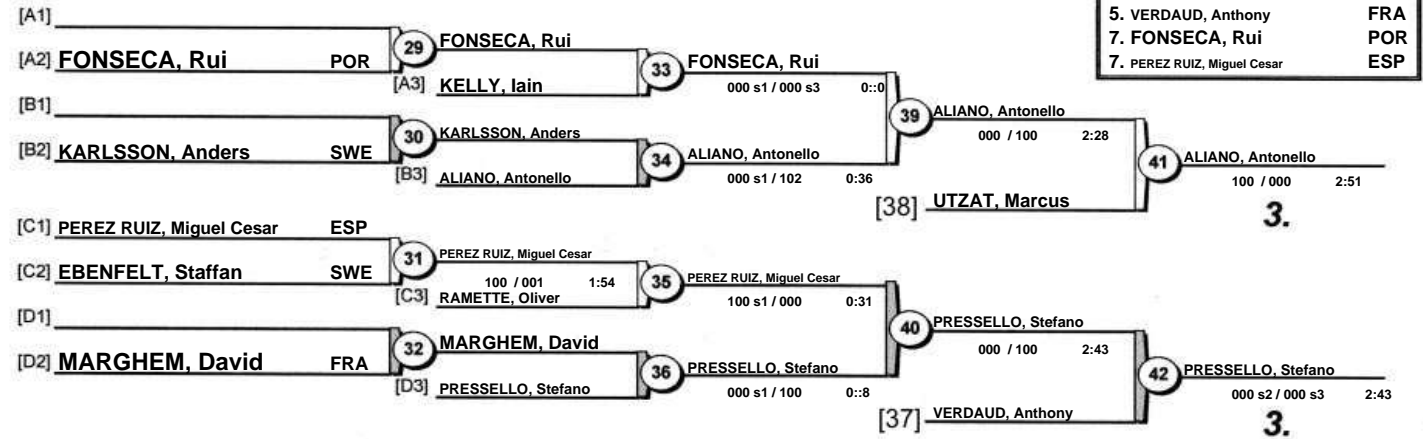 [A1]
5. VERDAUD, Anthony FRA
[A2] FONSECA, Rui POR
29
FONSECA, Rui
7. FONSECA, Rui POR
7. PEREZ RUIZ, Miguel Cesar ESP
[A3] KELLY, Iain
33
FONSECA, Rui
000 s1 / 000 s3 0::0
[B1]
39
ALIANO, Antonello
000 / 100 2:28
[B2] KARLSSON, Anders SWE
30
KARLSSON, Anders
[B3] ALIANO, Antonello
34
ALIANO, Antonello
000 s1 / 102 0:36
41
ALIANO, Antonello
100 / 000 2:51
[38] UTZAT, Marcus
3.
[C1] PEREZ RUIZ, Miguel Cesar ESP
[C2] EBENFELT, Staffan SWE
31
PEREZ RUIZ, Miguel Cesar
100 / 001 1:54
[C3] RAMETTE, Oliver
35
PEREZ RUIZ, Miguel Cesar
100 s1 / 000 0:31
[D1]
40
PRESSELLO, Stefano
000 / 100 2:43
[D2] MARGHEM, David FRA
32
MARGHEM, David
[D3] PRESSELLO, Stefano
36
PRESSELLO, Stefano
000 s1 / 100 0::8
42
PRESSELLO, Stefano
000 s2 / 000 s3 2:43
[37] VERDAUD, Anthony
3.